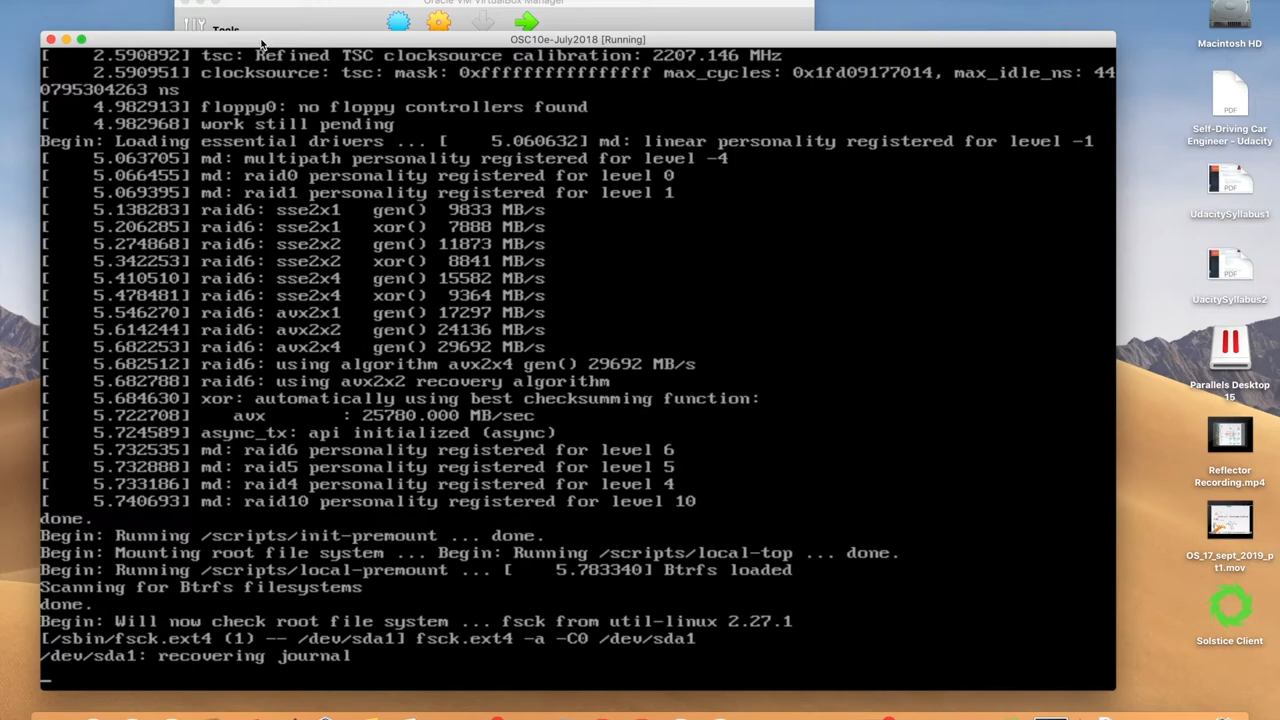 Oracle VM VirtualBox Manager
Tools
OSC10e-July2018 [Running]
[    2.590892] tsc: Refined TSC clocksource calibration: 2207.146 MHz
[    2.590951] clocksource: tsc: mask: 0xffffffffffffffff max_cycles: 0x1fd09177014, max_idle_ns: 44
0795304263 ns
[    4.982913] floppy0: no floppy controllers found
[    4.982968] work still pending
Begin: Loading essential drivers ... [    5.060632] md: linear personality registered for level -1
[    5.063705] md: multipath personality registered for level -4
[    5.066455] md: raid0 personality registered for level 0
[    5.069395] md: raid1 personality registered for level 1
[    5.138283] raid6: sse2x1   gen()  9833 MB/s
[    5.206285] raid6: sse2x1   xor()  7888 MB/s
[    5.274868] raid6: sse2x2   gen() 11873 MB/s
[    5.342253] raid6: sse2x2   xor()  8841 MB/s
[    5.410510] raid6: sse2x4   gen() 15582 MB/s
[    5.478481] raid6: sse2x4   xor()  9364 MB/s
[    5.546270] raid6: avx2x1   gen() 17297 MB/s
[    5.614244] raid6: avx2x2   gen() 24136 MB/s
[    5.682253] raid6: avx2x4   gen() 29692 MB/s
[    5.682512] raid6: using algorithm avx2x4 gen() 29692 MB/s
[    5.682788] raid6: using avx2x2 recovery algorithm
[    5.684630] xor: automatically using best checksumming function:
[    5.722708]    avx       : 25780.000 MB/sec
[    5.724589] async_tx: api initialized (async)
[    5.732535] md: raid6 personality registered for level 6
[    5.732888] md: raid5 personality registered for level 5
[    5.733186] md: raid4 personality registered for level 4
[    5.740693] md: raid10 personality registered for level 10
done.
Begin: Running /scripts/init-premount ... done.
Begin: Mounting root file system ... Begin: Running /scripts/local-top ... done.
Begin: Running /scripts/local-premount ... [    5.783340] Btrfs loaded
Scanning for Btrfs filesystems
done.
Begin: Will now check root file system ... fsck from util-linux 2.27.1
[/sbin/fsck.ext4 (1) -- /dev/sda1] fsck.ext4 -a -C0 /dev/sda1
/dev/sda1: recovering journal
Macintosh HD
PDF
Self-Driving Car
Engineer - Udacity
PDF
UdacitySyllabus1
PDF
UacitySyllabus2
Parallels Desktop
15
Reflector
Recording.mp4
OS_17_sept_2019_p
t1.mov
Solstice Client